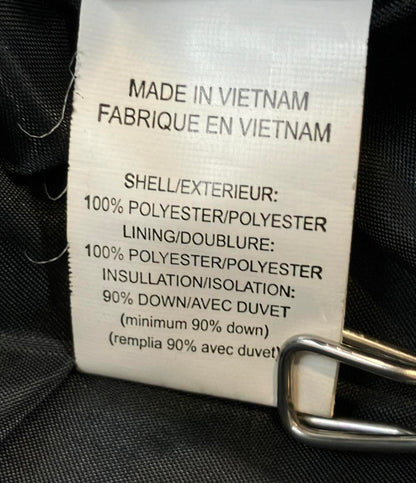 MADE IN VIETNAM
FABRIQUE EN VIETNAM
SHELL/EXTERIEUR:
100% POLYESTER/POLYESTER
LINING/DOUBLURE:
100% POLYESTER/POLYESTER
INSULLATION/ISOLATION:
90% DOWN/AVEC DUVET
(minimum 90% down)
(remplia 90% avec duvet)